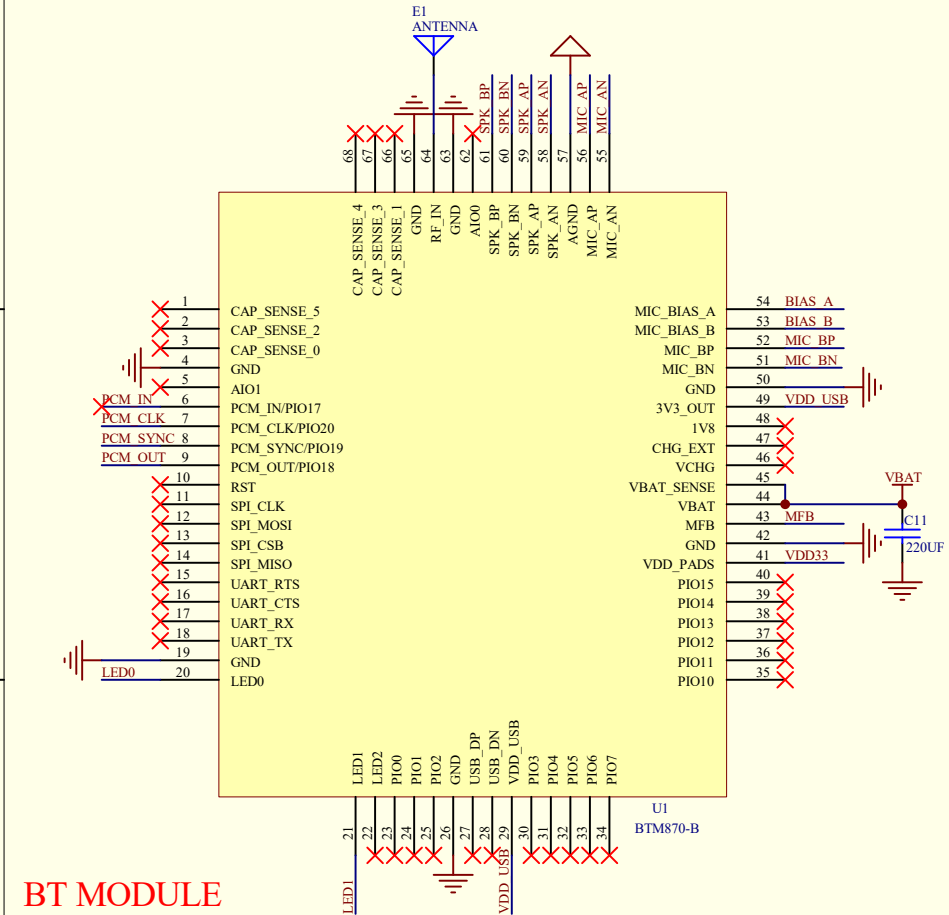 E1
ANTENNA
SPK_BP
SPK_BN
SPK_AP
SPK_AN
MIC_AP
MIC_AN
68
67
66
65
64
63
62
61
60
59
58
57
56
55
CAP_SENSE_4
CAP_SENSE_3
CAP_SENSE_1
GND
RF_IN
GND
AIO0
SPK_BP
SPK_BN
SPK_AP
SPK_AN
AGND
MIC_AP
MIC_AN
1 CAP_SENSE_5
2 CAP_SENSE_2
3 CAP_SENSE_0
4 GND
5 AIO1
PCM_IN 6 PCM_IN/PIO17
PCM_CLK 7 PCM_CLK/PIO20
PCM_SYNC 8 PCM_SYNC/PIO19
PCM_OUT 9 PCM_OUT/PIO18
10 RST
11 SPI_CLK
12 SPI_MOSI
13 SPI_CSB
14 SPI_MISO
15 UART_RTS
16 UART_CTS
17 UART_RX
18 UART_TX
19 GND
LED0 20 LED0
MIC_BIAS_A 54 BIAS_A
MIC_BIAS_B 53 BIAS_B
MIC_BP 52 MIC_BP
MIC_BN 51 MIC_BN
GND 50
3V3_OUT 49 VDD_USB
1V8 48
CHG_EXT 47
VCHG 46
VBAT_SENSE 45
VBAT 44
VBAT
MFB 43 MFB
C11
220UF
GND 42
VDD_PADS 41 VDD33
PIO15 40
PIO14 39
PIO13 38
PIO12 37
PIO11 36
PIO10 35
LED1
LED2
PIO0
PIO1
PIO2
GND
USB_DP
USB_DN
VDD_USB
PIO3
PIO4
PIO5
PIO6
PIO7
21
22
23
24
25
26
27
28
29
30
31
32
33
34
U1
BTM870-B
LED1
VDD_USB
BT MODULE